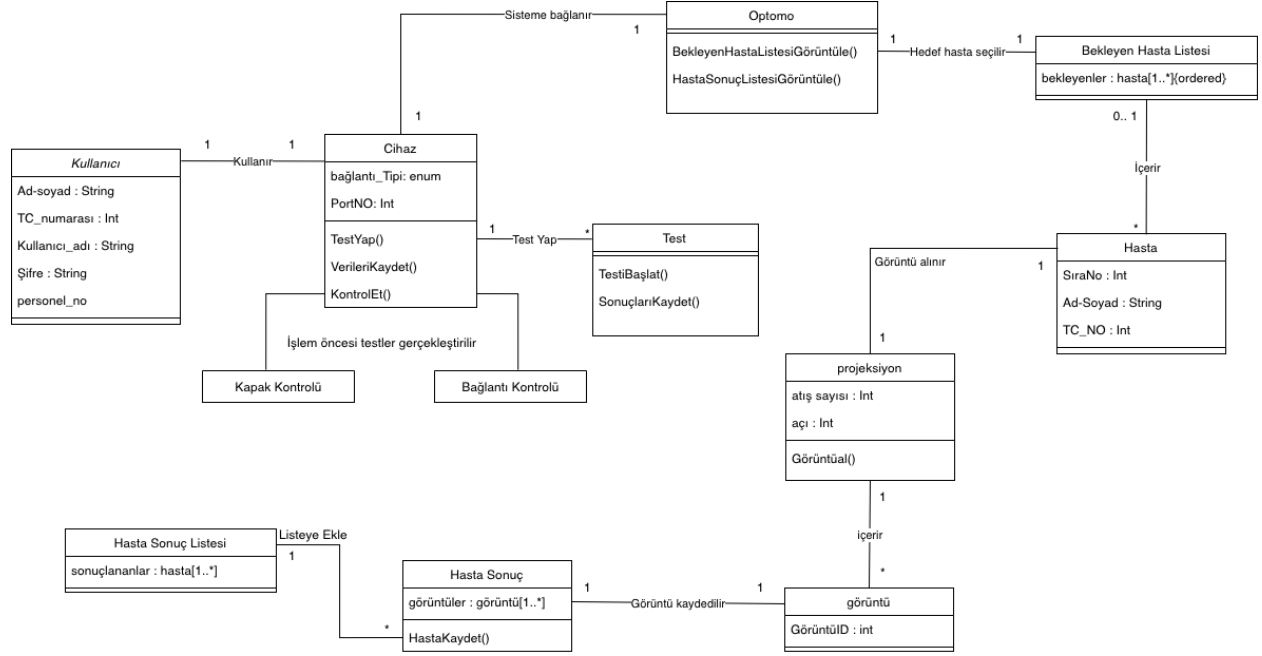 Sisteme bağlanır
1
1
Optomo
BekleyenHastaListesiGörüntüle()
HastaSonuçListesiGörüntüle()
1
Hedef hasta seçilir
1
Bekleyen Hasta Listesi
bekleyenler : hasta[1..*]{ordered}
0.. 1
İçerir
*
Kullanıcı
Ad-soyad : String
TC_numarası : Int
Kullanıcı_adı : String
Şifre : String
personel_no
1
Kullanır
1
Cihaz
bağlantı_Tipi: enum
PortNO: Int
TestYap()
VerileriKaydet()
KontrolEt()
1
Test Yap
*
Test
TestiBaşlat()
SonuçlarıKaydet()
İşlem öncesi testler gerçekleştirilir
Kapak Kontrolü
Bağlantı Kontrolü
Hasta
SıraNo : Int
Ad-Soyad : String
TC_NO : Int
Görüntü alınır
1
1
projeksiyon
atış sayısı : Int
açı : Int
Görüntüal()
1
içerir
*
Hasta Sonuç Listesi
sonuçlananlar : hasta[1..*]
Listeye Ekle
1
*
Hasta Sonuç
görüntüler : görüntü[1..*]
HastaKaydet()
1
Görüntü kaydedilir
1
görüntü
GörüntüID : int